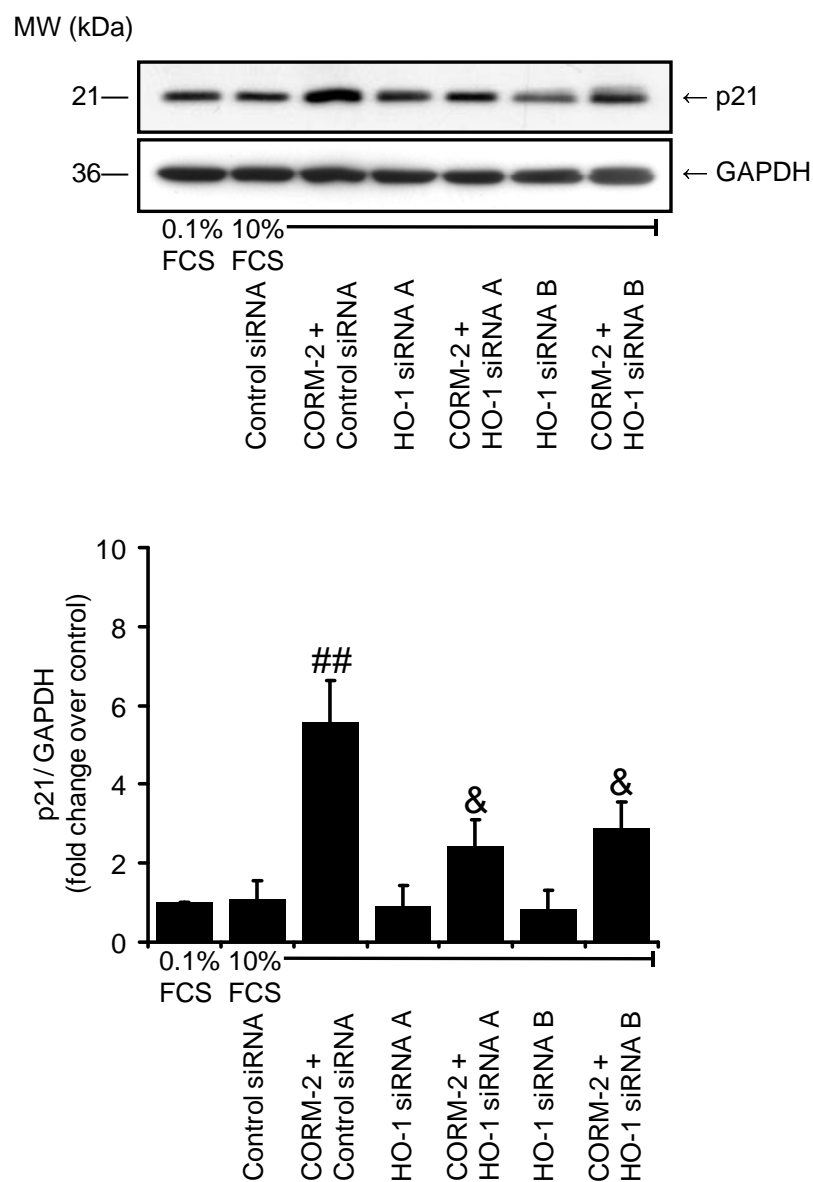 MW (kDa)
21
← p21
36
← GAPDH
0.1% 10%
FCS FCS
Control siRNA
CORM-2 +
Control siRNA
HO-1 siRNA A
CORM-2 +
HO-1 siRNA A
HO-1 siRNA B
CORM-2 +
HO-1 siRNA B
p21/ GAPDH
(fold change over control)
10
8
6
4
2
0
##
&
&
0.1% 10%
FCS FCS
Control siRNA
CORM-2 +
Control siRNA
HO-1 siRNA A
CORM-2 +
HO-1 siRNA A
HO-1 siRNA B
CORM-2 +
HO-1 siRNA B